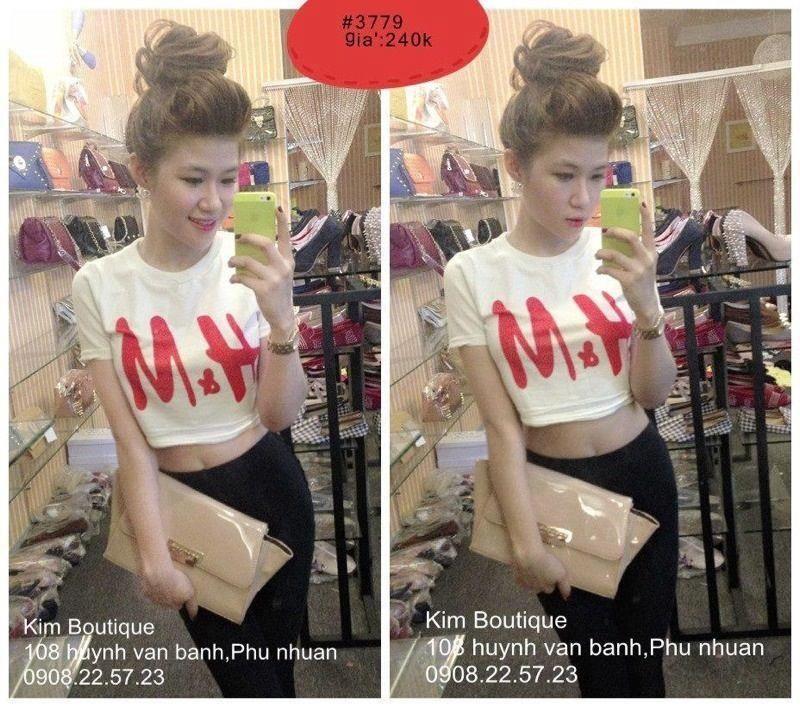 #3779
gia':240k
M&H
M&H
Kim Boutique
108 huynh van banh,Phu nhuan
0908.22.57.23
Kim Boutique
108 huynh van banh,Phu nhuan
0908.22.57.23